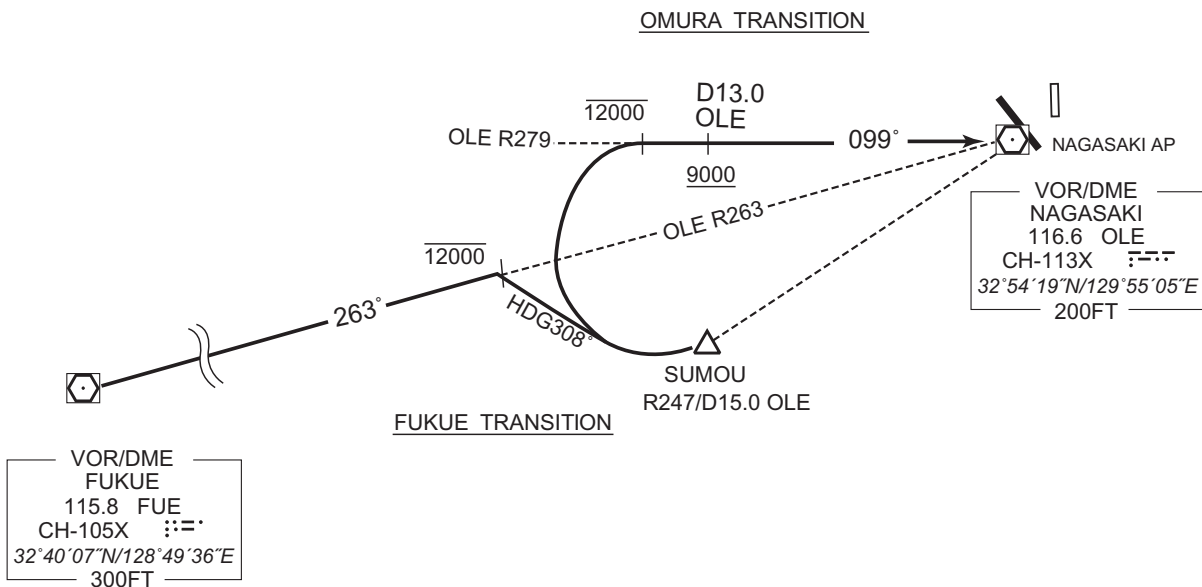 OMURA TRANSITION
12000
D13.0
OLE
OLE R279
099°
9000
NAGASAKI AP
OLE R263
12000
VOR/DME
NAGASAKI
116.6 OLE
CH-113X
32°54´19˝N/129°55´05˝E
200FT
263°
HDG308°
SUMOU
R247/D15.0 OLE
FUKUE TRANSITION
VOR/DME
FUKUE
115.8 FUE
CH-105X
32°40´07˝N/128°49´36˝E
300FT